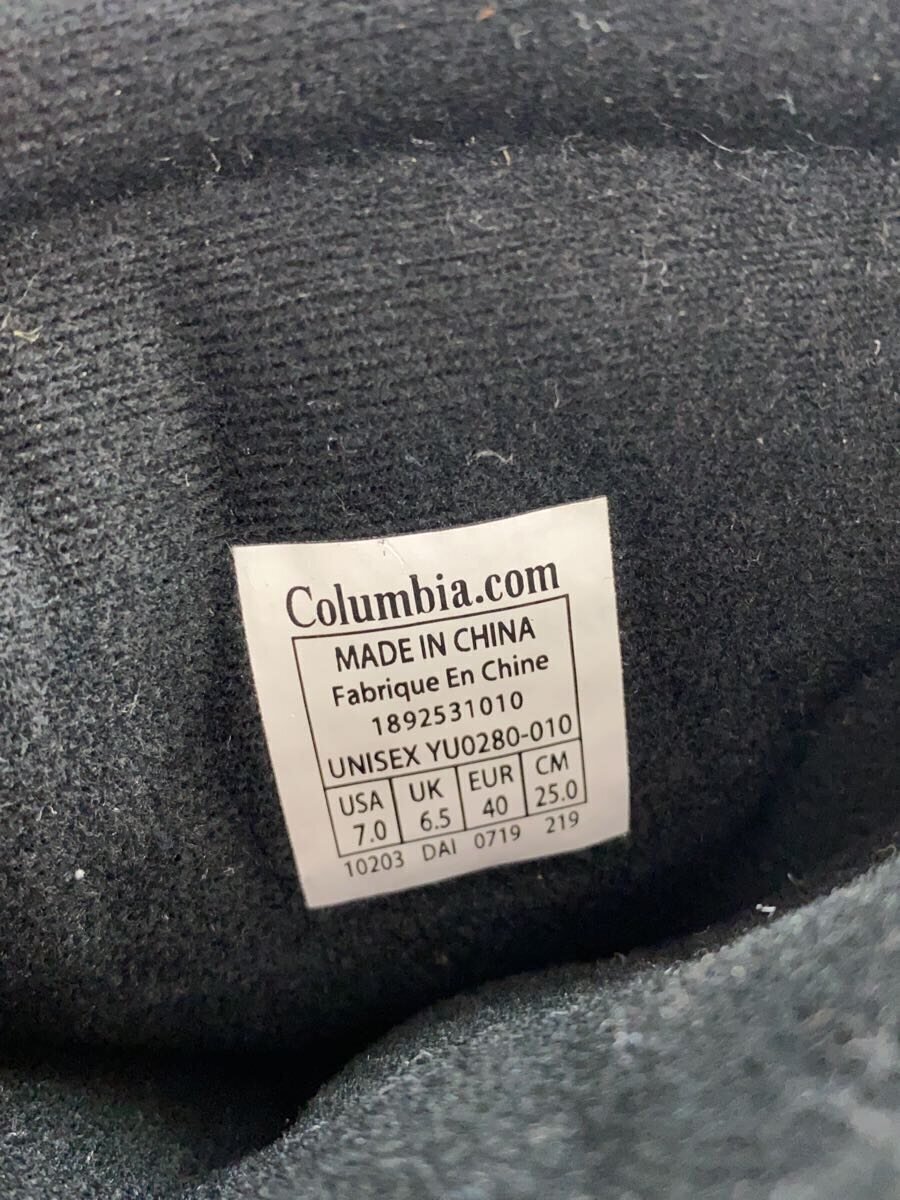 Columbia.com
MADE IN CHINA
Fabrique En Chine
1892531010
UNISEX YU0280-010
USA UK EUR CM
7.0 6.5 40 25.0
10203 DAI 0719 219